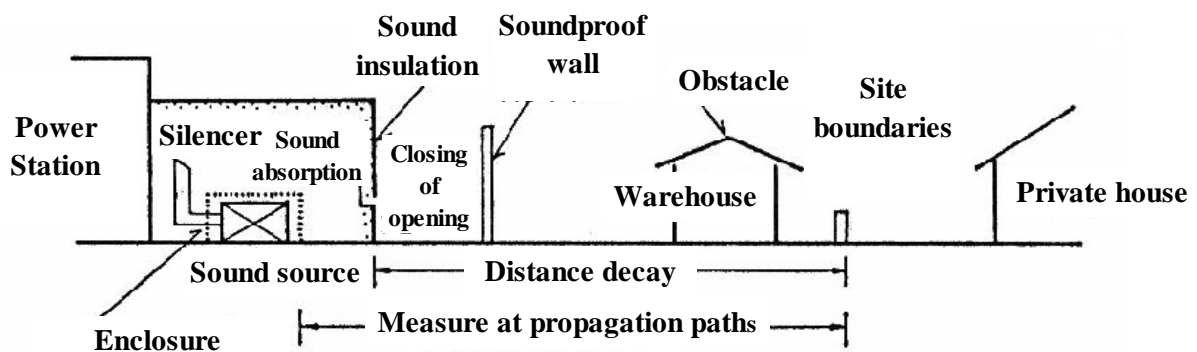 Sound
insulation
Soundproof
wall
Obstacle
Site
boundaries
Power
Station
Silencer
Sound
absorption
Closing
of
opening
Warehouse
Private house
Sound source
Distance decay
Enclosure
Measure at propagation paths